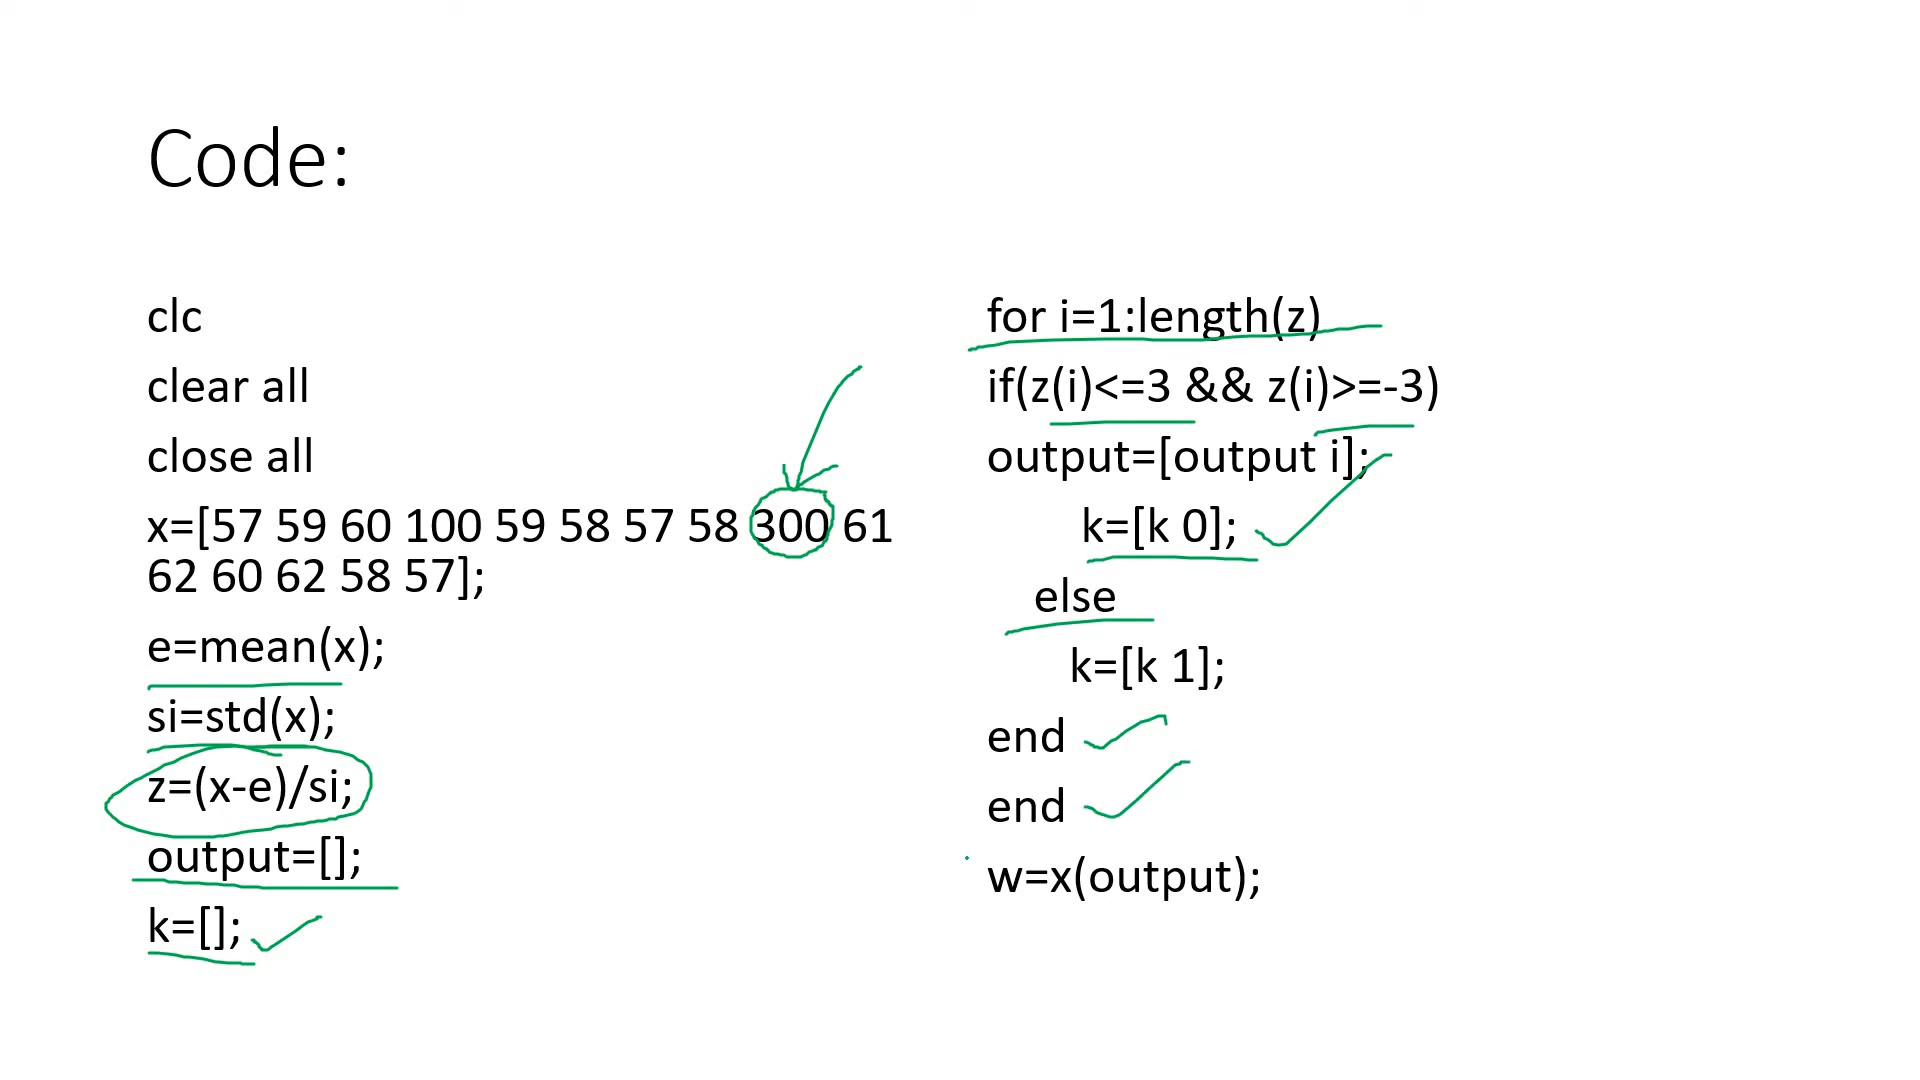 Code:
clc
clear all
close all
x=[57 59 60 100 59 58 57 58 300 61
62 60 62 58 57];
e=mean(x);
si=std(x);
z=(x-e)/si;
output=[];
k=[];
for i=1:length(z)
if(z(i)<=3 && z(i)>=-3)
output=[output i];
k=[k 0];
else
k=[k 1];
end
end
w=x(output);